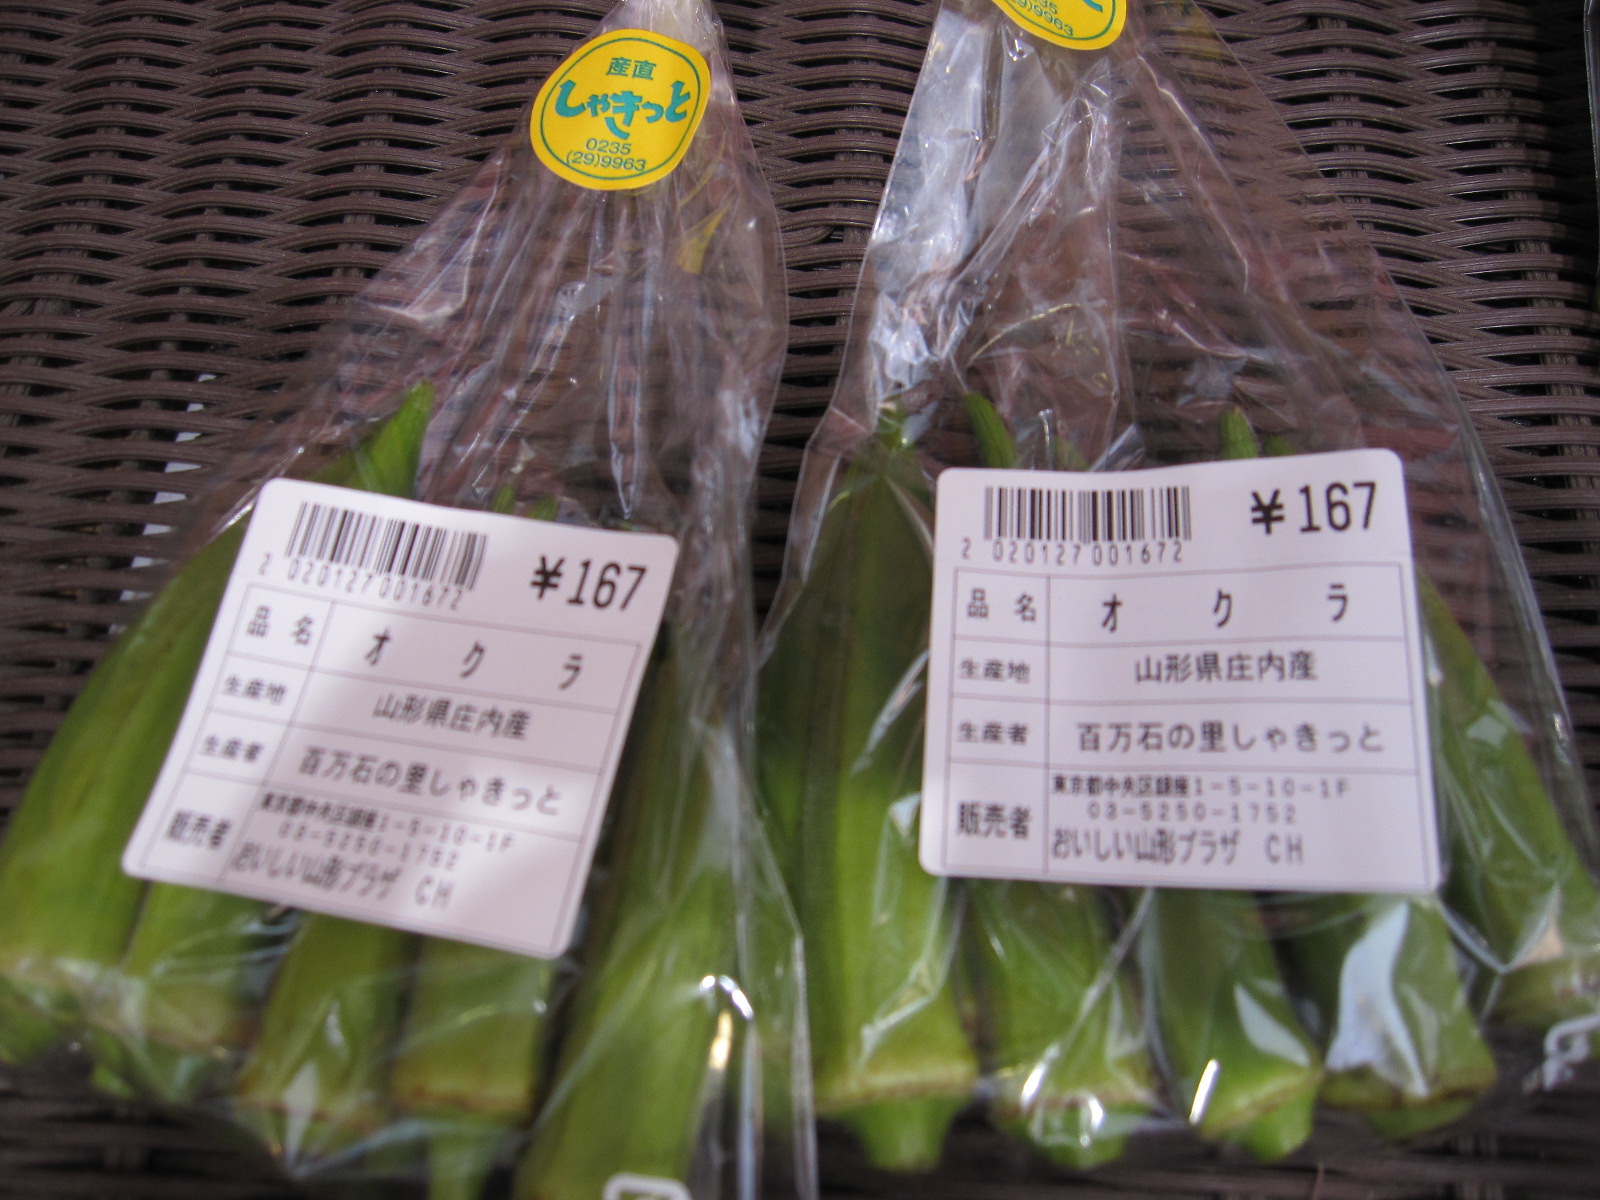 産直
しゃきっと
0235
(29)9963
35
29)9963
¥167
2 020127 001672
品名 オクラ
生産地 山形県庄内産
生産者 百万石の里しゃきっと
販売者 東京都中央区銀座1-5-10-1F
03-5250-1752
おいしい山形プラザ CH
¥167
2 020127 001672
品名 オクラ
生産地 山形県庄内産
生産者 百万石の里しゃきっと
販売者 東京都中央区銀座1-5-10-1F
03-5250-1752
おいしい山形プラザ CH